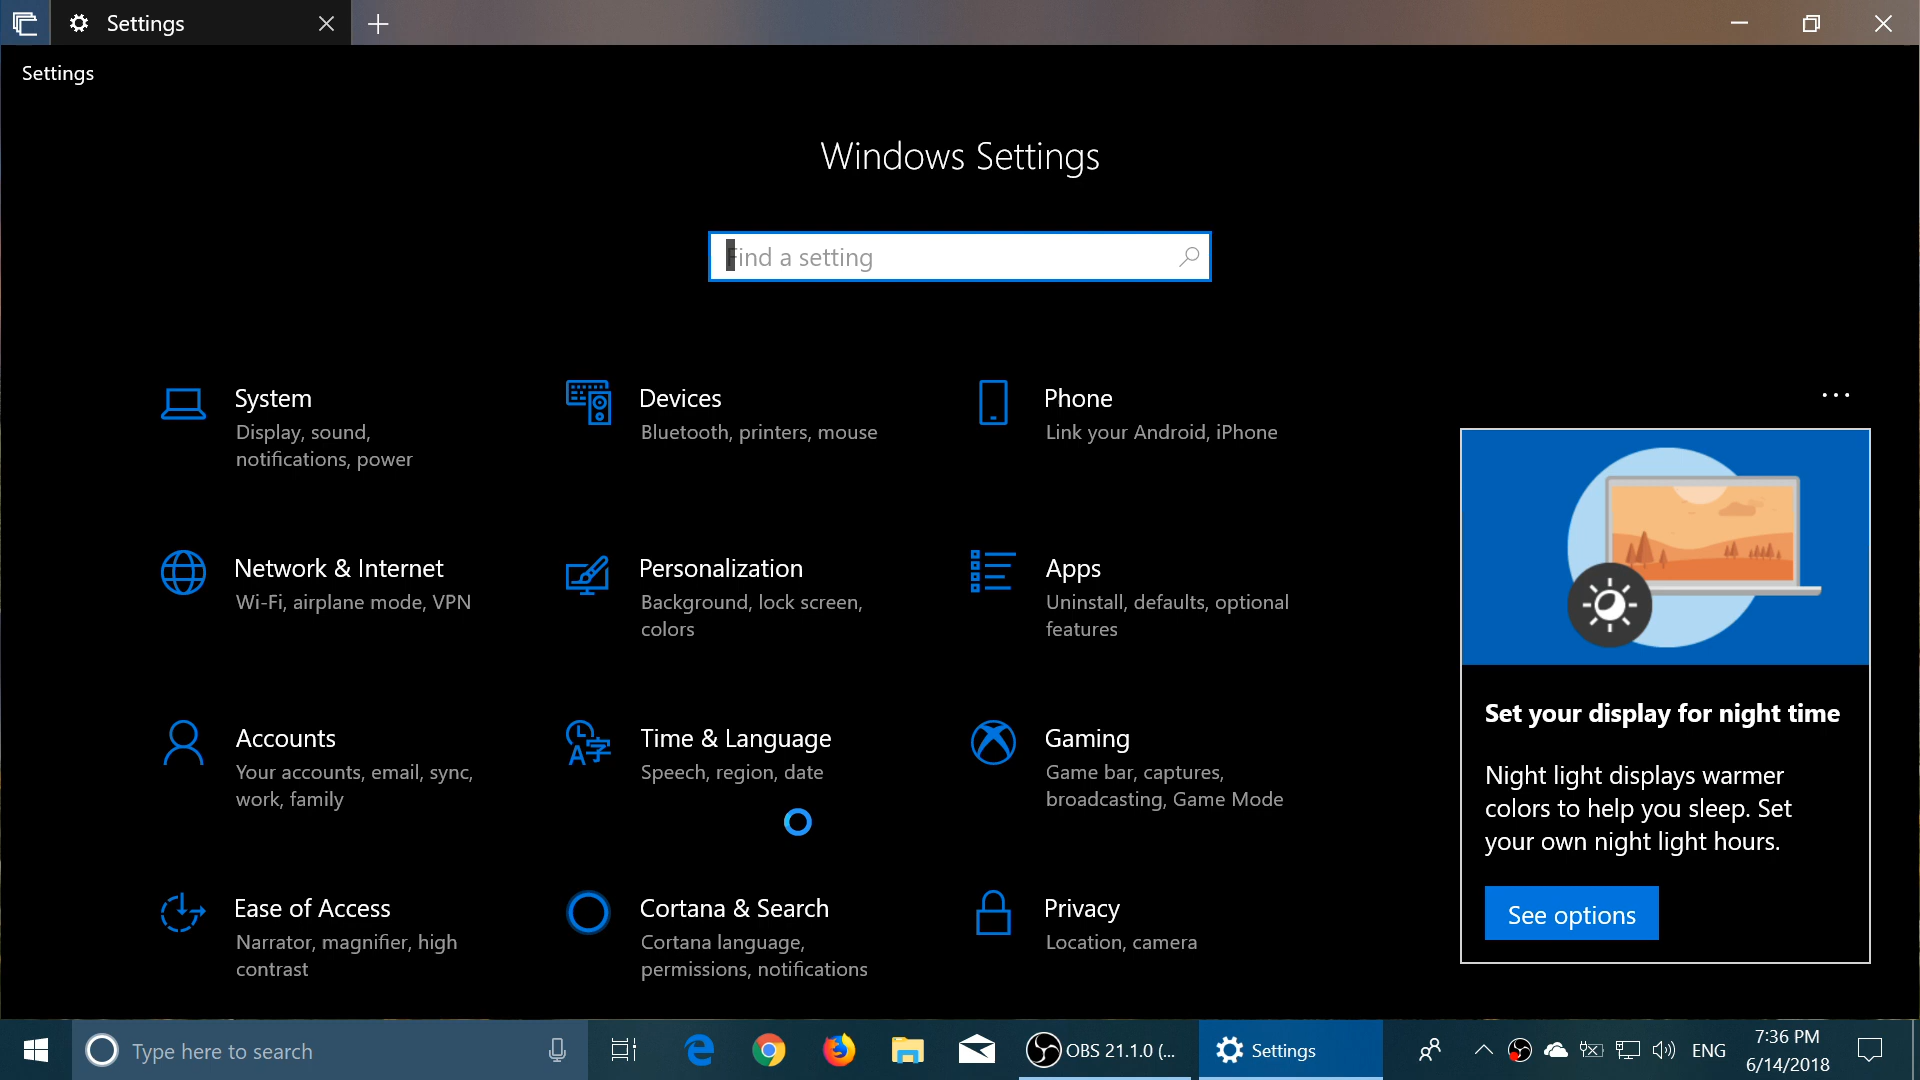 Settings
Settings
Windows Settings
Find a setting
System
Display, sound,
notifications, power
Devices
Bluetooth, printers, mouse
Phone
Link your Android, iPhone
Network & Internet
Wi-Fi, airplane mode, VPN
Personalization
Background, lock screen,
colors
Apps
Uninstall, defaults, optional
features
Accounts
Your accounts, email, sync,
work, family
Time & Language
Speech, region, date
Gaming
Game bar, captures,
broadcasting, Game Mode
Ease of Access
Narrator, magnifier, high
contrast
Cortana & Search
Cortana language,
permissions, notifications
Privacy
Location, camera
Set your display for night time
Night light displays warmer
colors to help you sleep. Set
your own night light hours.
See options
Type here to search
OBS 21.1.0 (...
Settings
ENG
7:36 PM
6/14/2018